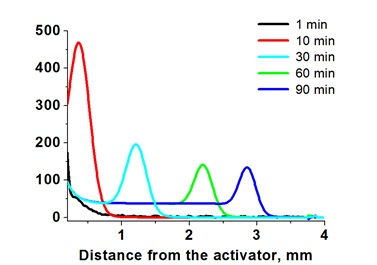 1 min
10 min
30 min
60 min
90 min
500
400
300
200
100
0
1 2 3 4
Distance from the activator, mm